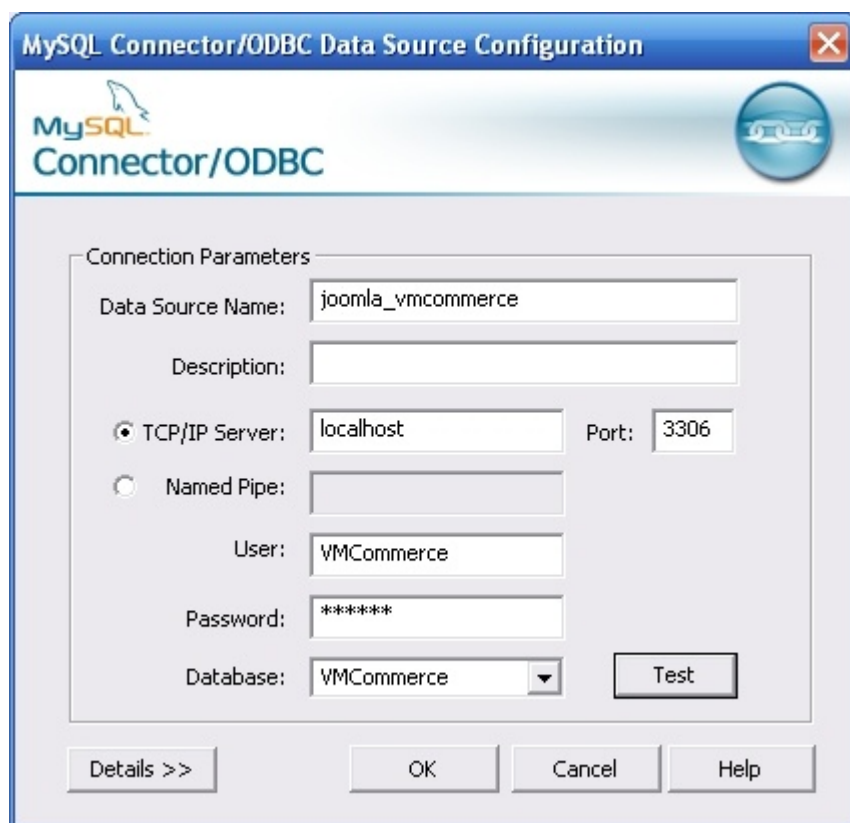 MySQL Connector/ODBC Data Source Configuration
MySQL
Connector/ODBC
Connection Parameters
Data Source Name: joomla_vmcommerce
Description:
TCP/IP Server: localhost Port: 3306
Named Pipe:
User: VMCommerce
Password: ******
Database: VMCommerce Test
Details >> OK Cancel Help